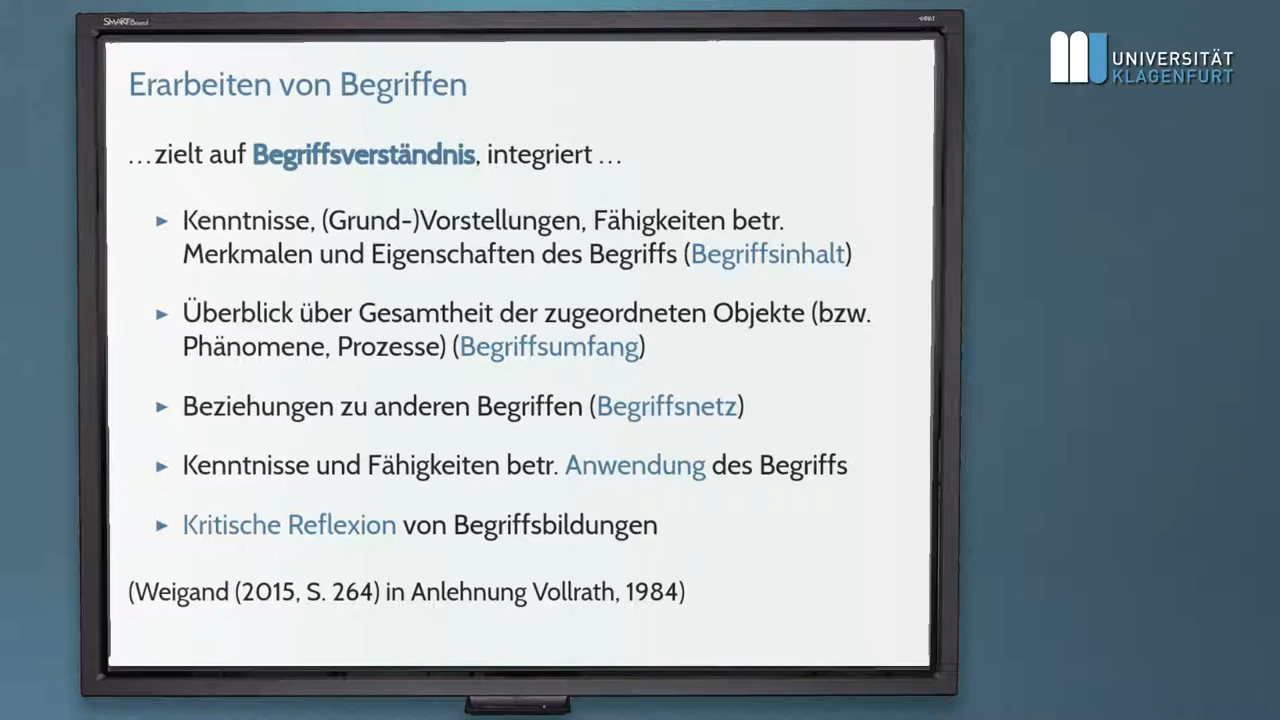 SMART Board
UNIVERSITÄT
KLAGENFURT
Erarbeiten von Begriffen
…zielt auf Begriffsverständnis, integriert …
► Kenntnisse, (Grund-)Vorstellungen, Fähigkeiten betr.
Merkmalen und Eigenschaften des Begriffs (Begriffsinhalt)
► Überblick über Gesamtheit der zugeordneten Objekte (bzw.
Phänomene, Prozesse) (Begriffsumfang)
► Beziehungen zu anderen Begriffen (Begriffsnetz)
► Kenntnisse und Fähigkeiten betr. Anwendung des Begriffs
► Kritische Reflexion von Begriffsbildungen
(Weigand (2015, S. 264) in Anlehnung Vollrath, 1984)